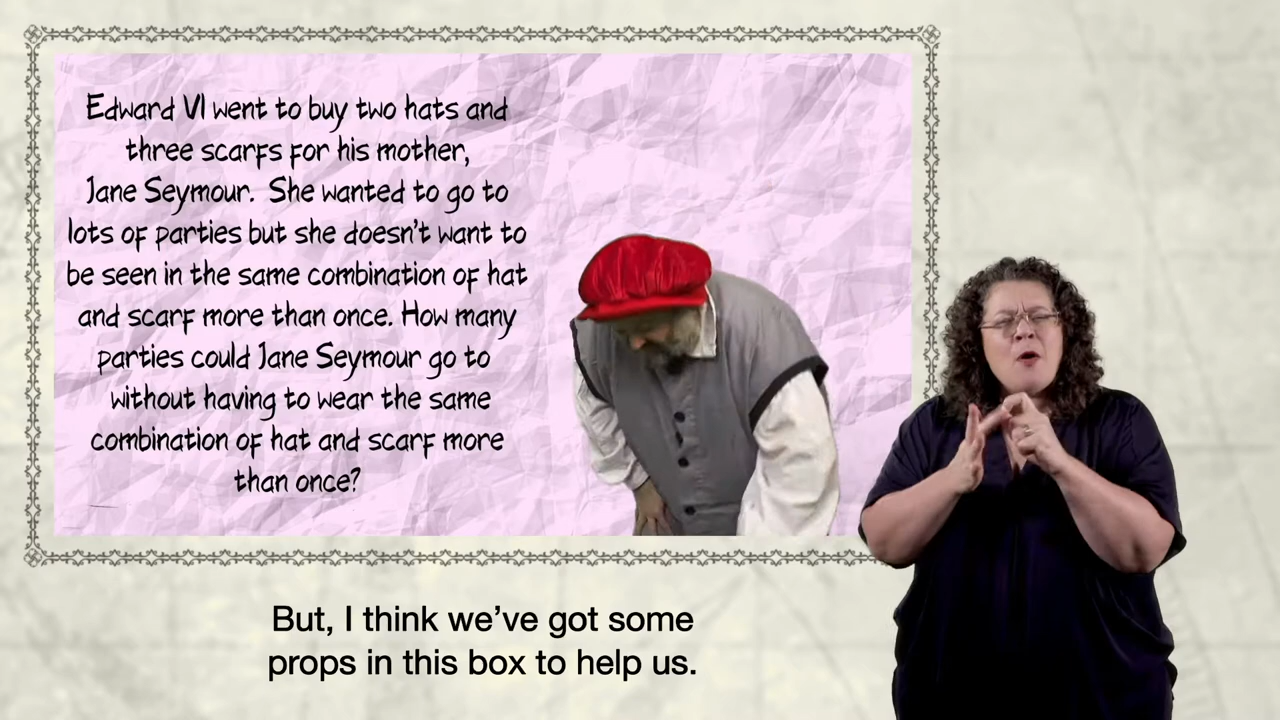 Edward VI went to buy two hats and
three scarfs for his mother,
Jane Seymour. She wanted to go to
lots of parties but she doesn't want to
be seen in the same combination of hat
and scarf more than once. How many
parties could Jane Seymour go to
without having to wear the same
combination of hat and scarf more
than once?
But, I think we've got some
props in this box to help us.